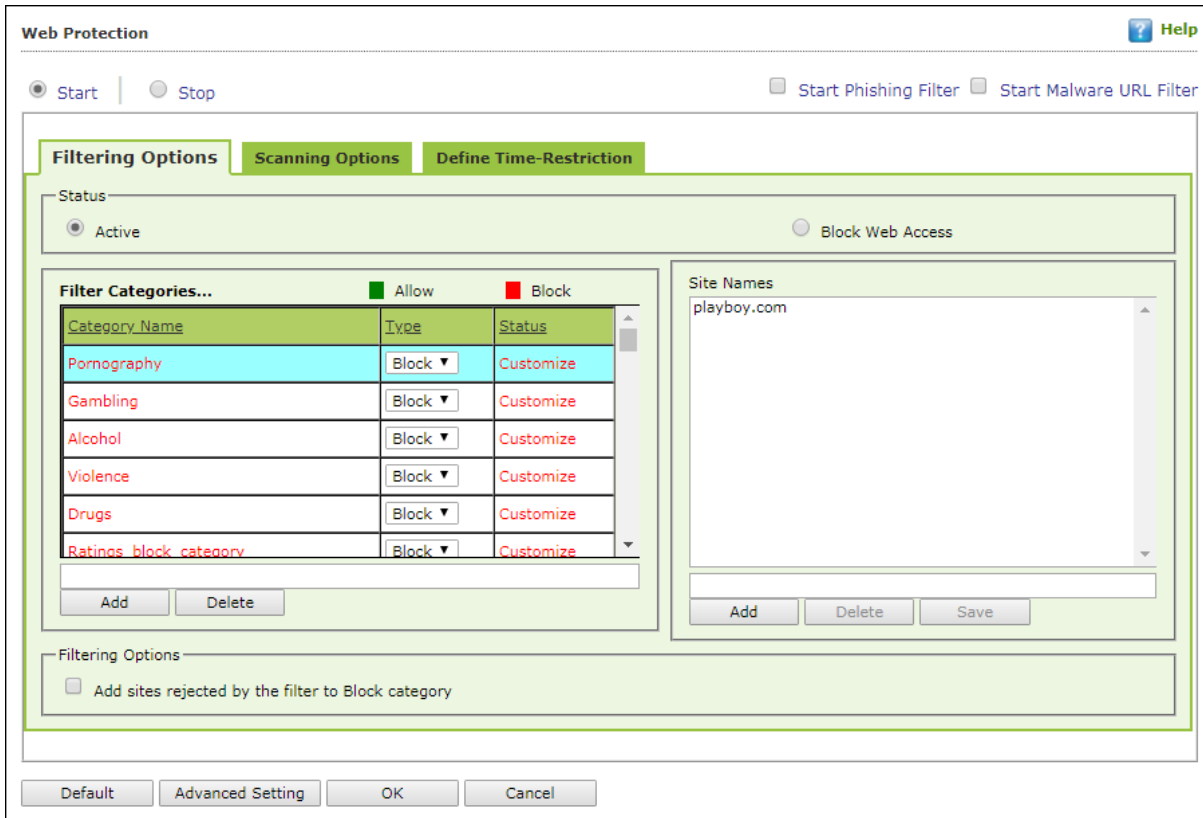 Web Protection
? Help
Start Stop Start Phishing Filter Start Malware URL Filter
Filtering Options Scanning Options Define Time-Restriction
Status
Active Block Web Access
Filter Categories... Allow Block
Category Name Type Status
Pornography Block Customize
Gambling Block Customize
Alcohol Block Customize
Violence Block Customize
Drugs Block Customize
Ratings_block_category Block Customize
Add Delete
Site Names
playboy.com
Add Delete Save
Filtering Options
Add sites rejected by the filter to Block category
Default Advanced Setting OK Cancel